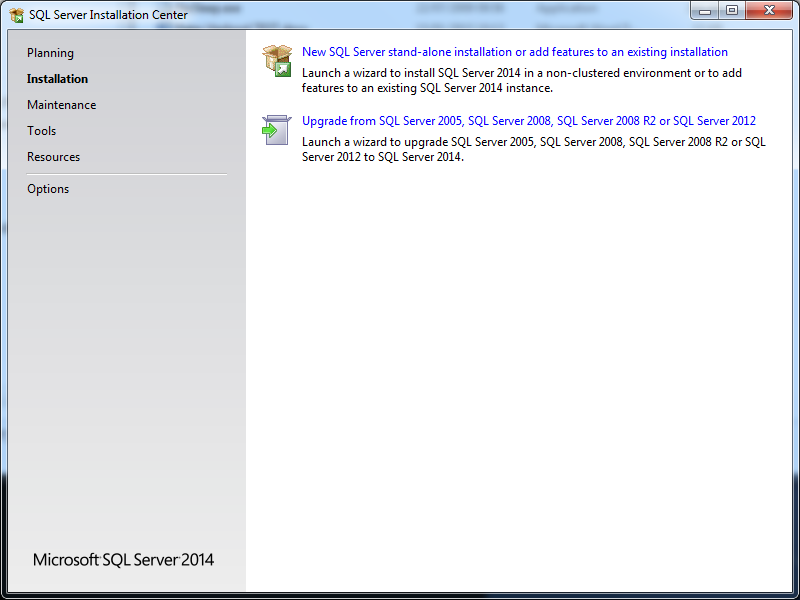 SQL Server Installation Center
Planning
Installation
Maintenance
Tools
Resources
Options
New SQL Server stand-alone installation or add features to an existing installation
Launch a wizard to install SQL Server 2014 in a non-clustered environment or to add
features to an existing SQL Server 2014 instance.
Upgrade from SQL Server 2005, SQL Server 2008, SQL Server 2008 R2 or SQL Server 2012
Launch a wizard to upgrade SQL Server 2005, SQL Server 2008, SQL Server 2008 R2 or SQL
Server 2012 to SQL Server 2014.
Microsoft SQL Server 2014